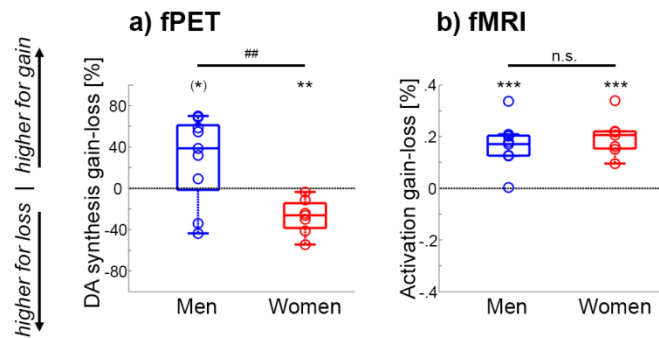 a) fPET
b) fMRI
higher for loss | higher for gain
DA synthesis gain-loss [%]
##
(*)
**
80
40
0
-40
-80
Men
Women
Activation gain-loss [%]
n.s.
***
***
.4
.2
0
-.2
-.4
Men
Women